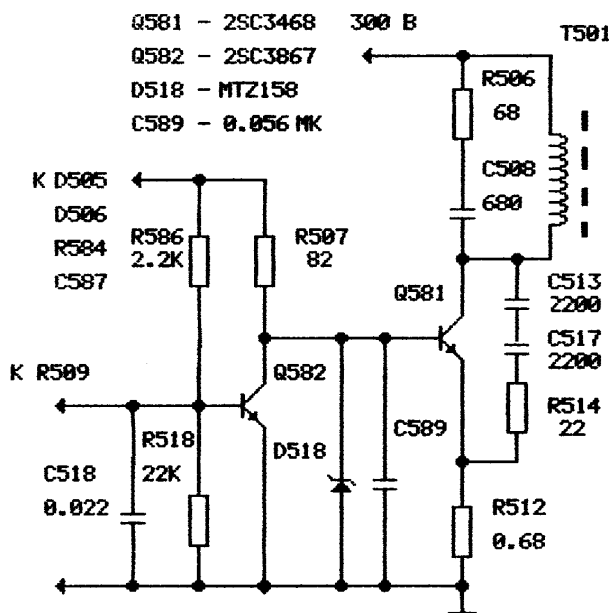 Q581 - 2SC3468 300 В
Q582 - 2SC3867
D518 - MTZ158
C589 - 0.056 МК
T501
R506
68
C508
680
К D505
D506
R584
C587
R586
2.2K
R507
82
Q581
C513
2200
C517
2200
К R509
Q582
R514
22
R518
22K
D518
C589
C518
0.022
R512
0.68